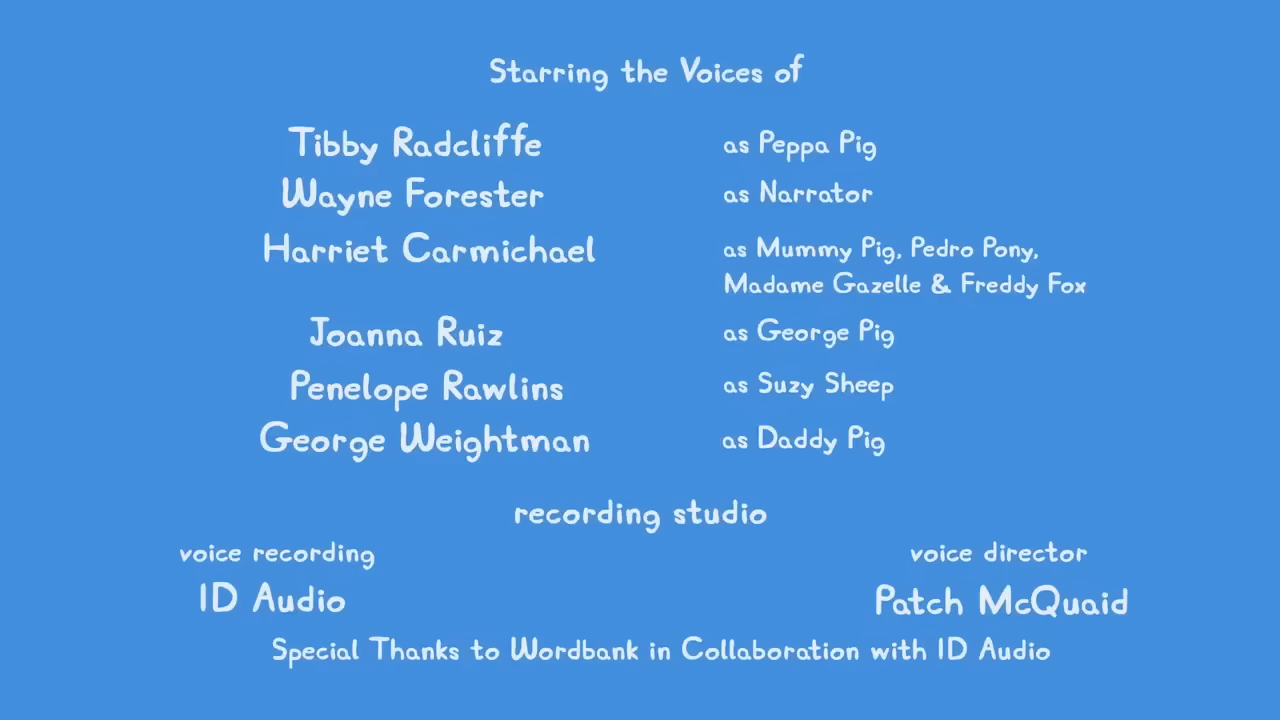 Starring the Voices of
Tibby Radcliffe as Peppa Pig
Wayne Forester as Narrator
Harriet Carmichael as Mummy Pig, Pedro Pony,
Madame Gazelle & Freddy Fox
Joanna Ruiz as George Pig
Penelope Rawlins as Suzy Sheep
George Weightman as Daddy Pig
recording studio
voice recording voice director
ID Audio Patch McQuaid
Special Thanks to Wordbank in Collaboration with ID Audio